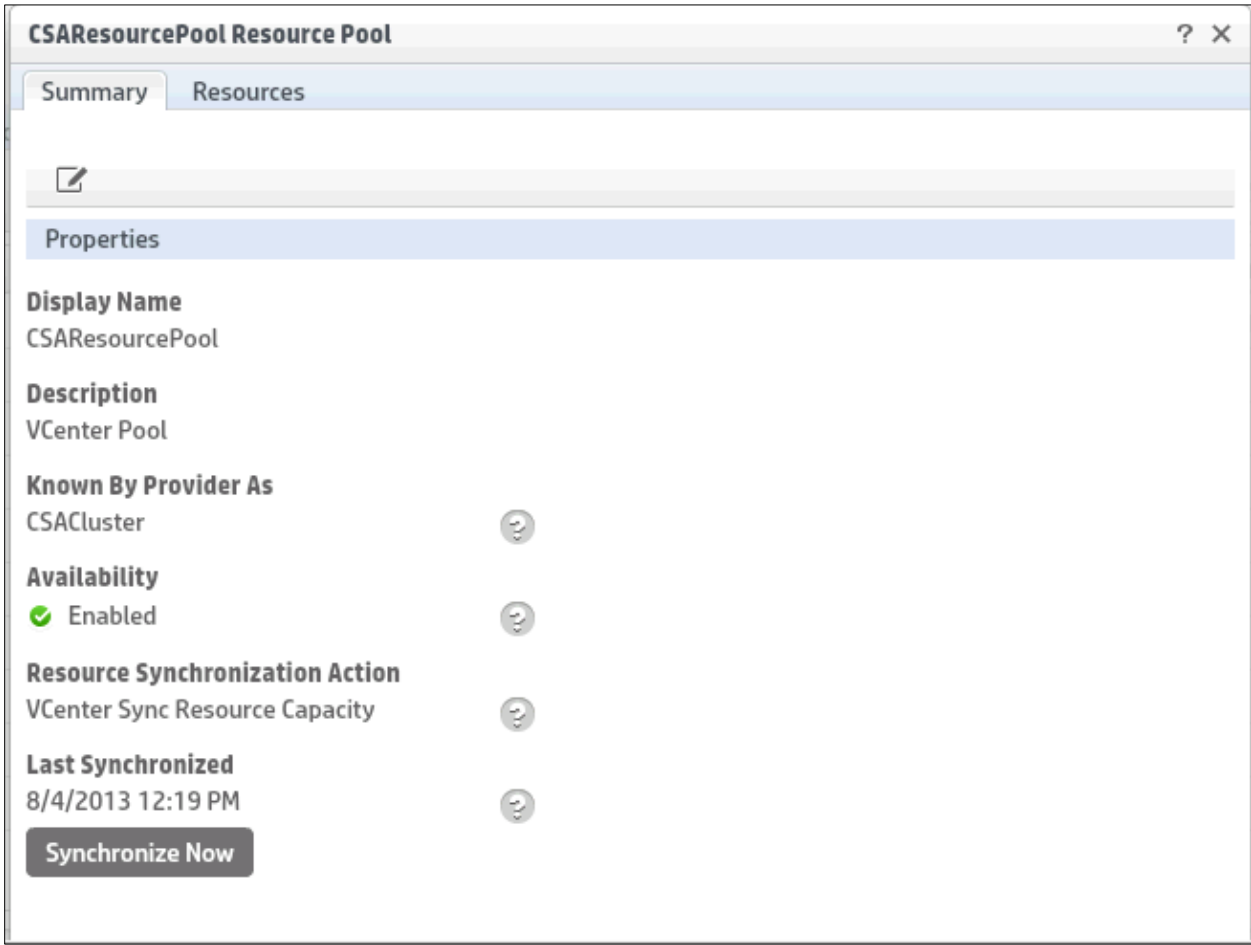 CSAResourcePool Resource Pool ? ×
Summary Resources
Properties
Display Name
CSAResourcePool
Description
VCenter Pool
Known By Provider As
CSACluster ?
Availability
Enabled ?
Resource Synchronization Action
VCenter Sync Resource Capacity ?
Last Synchronized
8/4/2013 12:19 PM ?
Synchronize Now